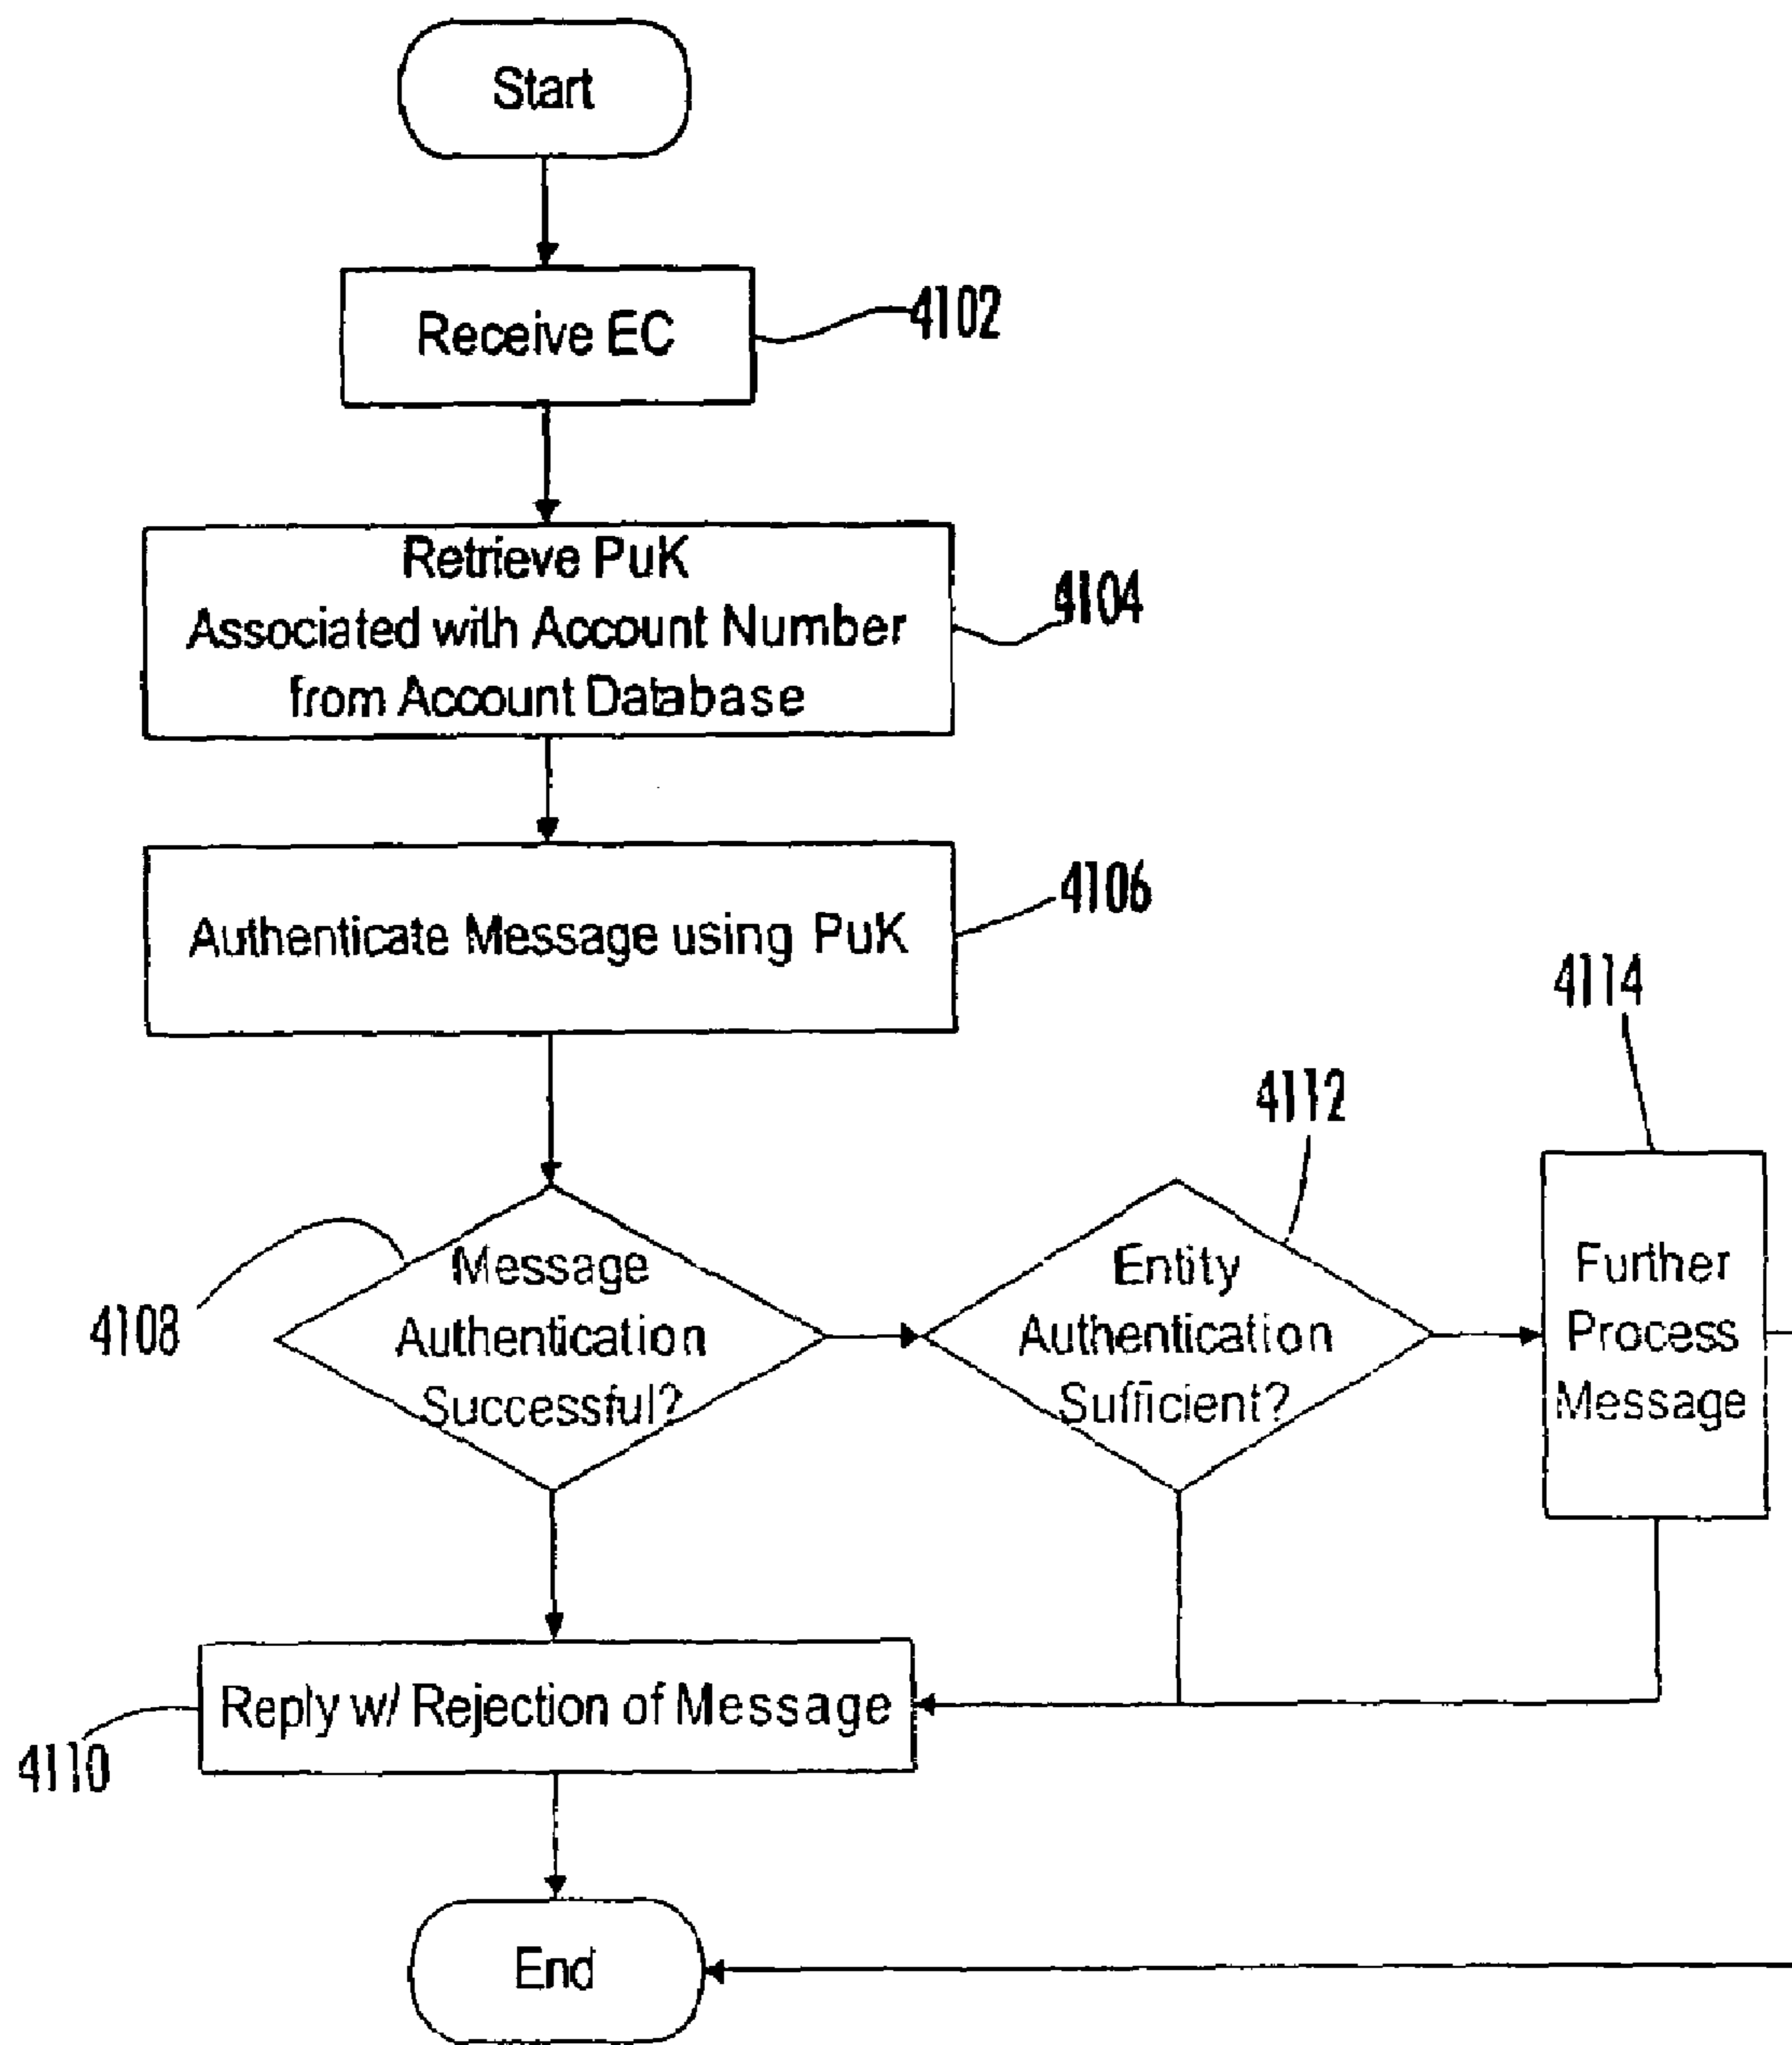 Start
Receive EC
4102
Retrieve PuK
Associated with Account Number
from Account Database
4104
Authenticate Message using PuK
4106
Message
Authentication
Successful?
4108
Entity
Authentication
Sufficient?
4112
Further
Process
Message
4114
Reply w/ Rejection of Message
4110
End